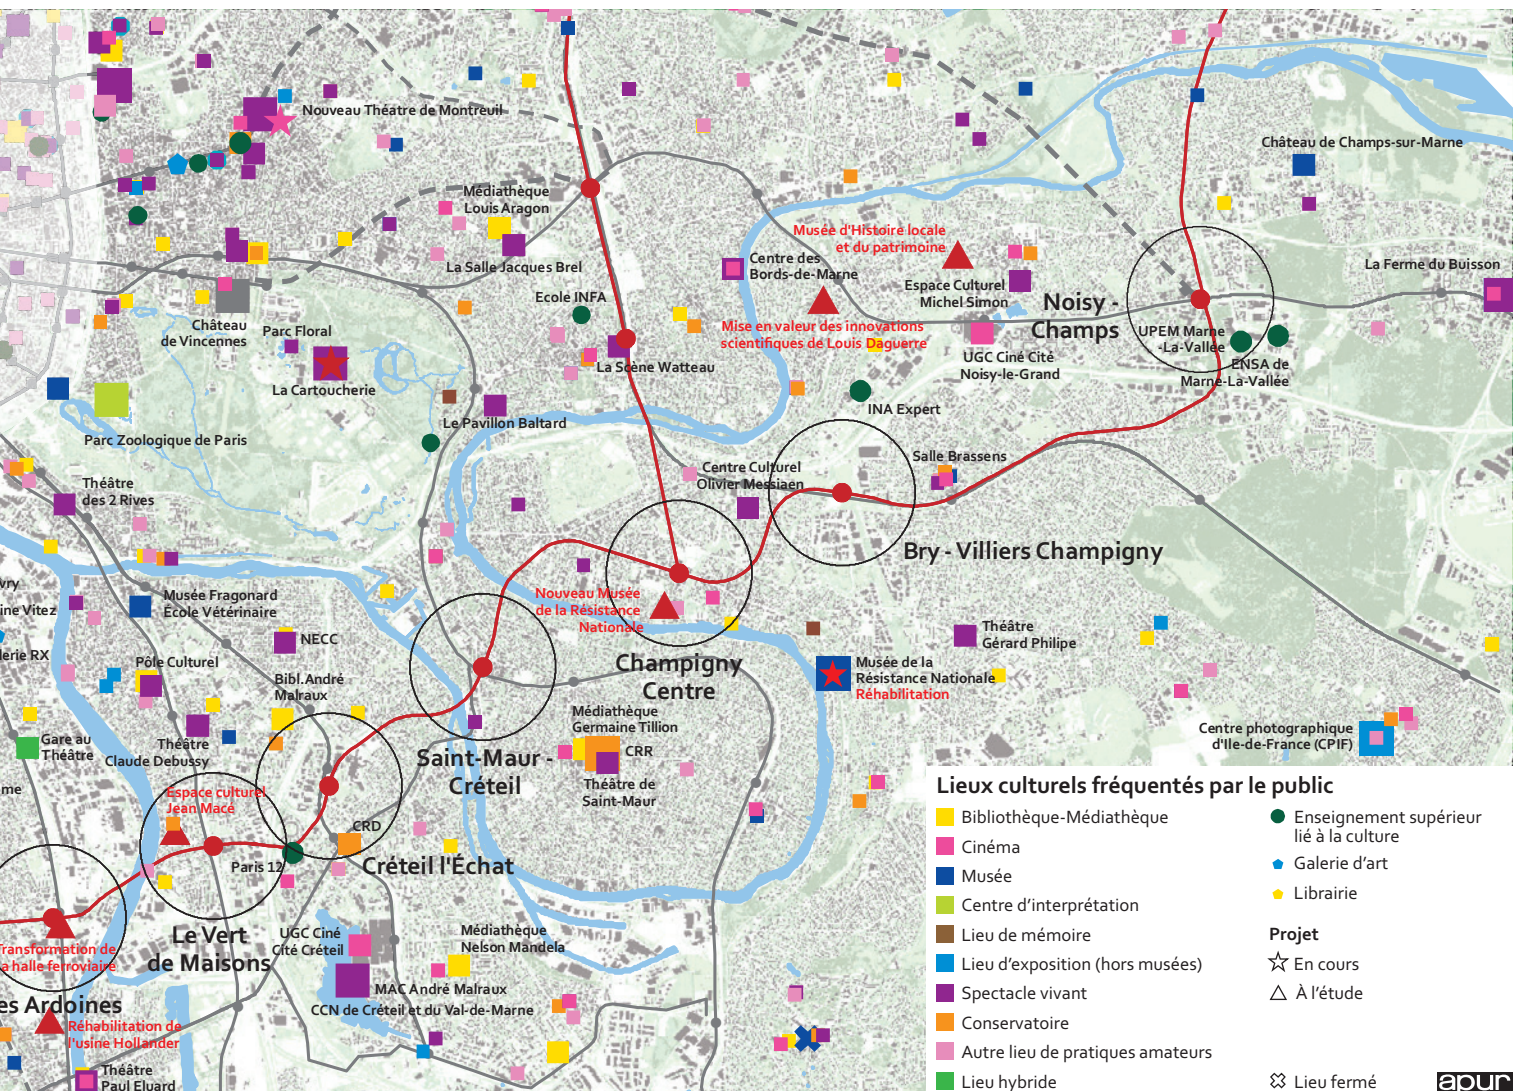 Nouveau Théatre de Montreuil
Château de Champs-sur-Marne
Médiathèque
Louis Aragon
La Salle Jacques Brel
Musée d'Histoire locale
et du patrimoine
Centre des
Bords-de-Marne
Espace Culturel
Michel Simon
La Ferme du Buisson
Noisy -
Champs
Ecole INFA
Château
de Vincennes
Parc Floral
La Cartoucherie
Mise en valeur des innovations
scientifiques de Louis Daguerre
UPEM Marne
-La-Vallée
ENSA de
Marne-La-Vallée
La Scène Watteau
UGC Ciné Cité
Noisy-le-Grand
INA Expert
Le Pavillon Baltard
Parc Zoologique de Paris
Salle Brassens
Centre Culturel
Olivier Messiaen
Théâtre
des 2 Rives
Bry - Villiers Champigny
vry
ine Vitez
lerie RX
Musée Fragonard
École Vétérinaire
Nouveau Musée
de la Résistance
Nationale
NECC
Théâtre
Gérard Philipe
Pôle Culturel
Bibl.André
Malraux
Champigny
Centre
Musée de la
Résistance Nationale
Réhabilitation
Gare au
Théâtre
Théâtre
Claude Debussy
Médiathèque
Germaine Tillion
CRR
Théâtre de
Saint-Maur
Saint-Maur -
Créteil
Centre photographique
d'Ile-de-France (CPIF)
me
Espace culturel
Jean Macé
CRD
Paris 12
Créteil l'Échat
Le Vert
de Maisons
UGC Ciné
Cité Créteil
Médiathèque
Nelson Mandela
MAC André Malraux
CCN de Créteil et du Val-de-Marne
Transformation de
la halle ferroviaire
es Ardoines
Réhabilitation de
l'usine Hollander
Théâtre
Paul Eluard
Lieux culturels fréquentés par le public
Bibliothèque-Médiathèque
Cinéma
Musée
Centre d'interprétation
Lieu de mémoire
Lieu d'exposition (hors musées)
Spectacle vivant
Conservatoire
Autre lieu de pratiques amateurs
Lieu hybride
Enseignement supérieur
lié à la culture
Galerie d'art
Librairie
Projet
En cours
À l'étude
Lieu fermé
apur